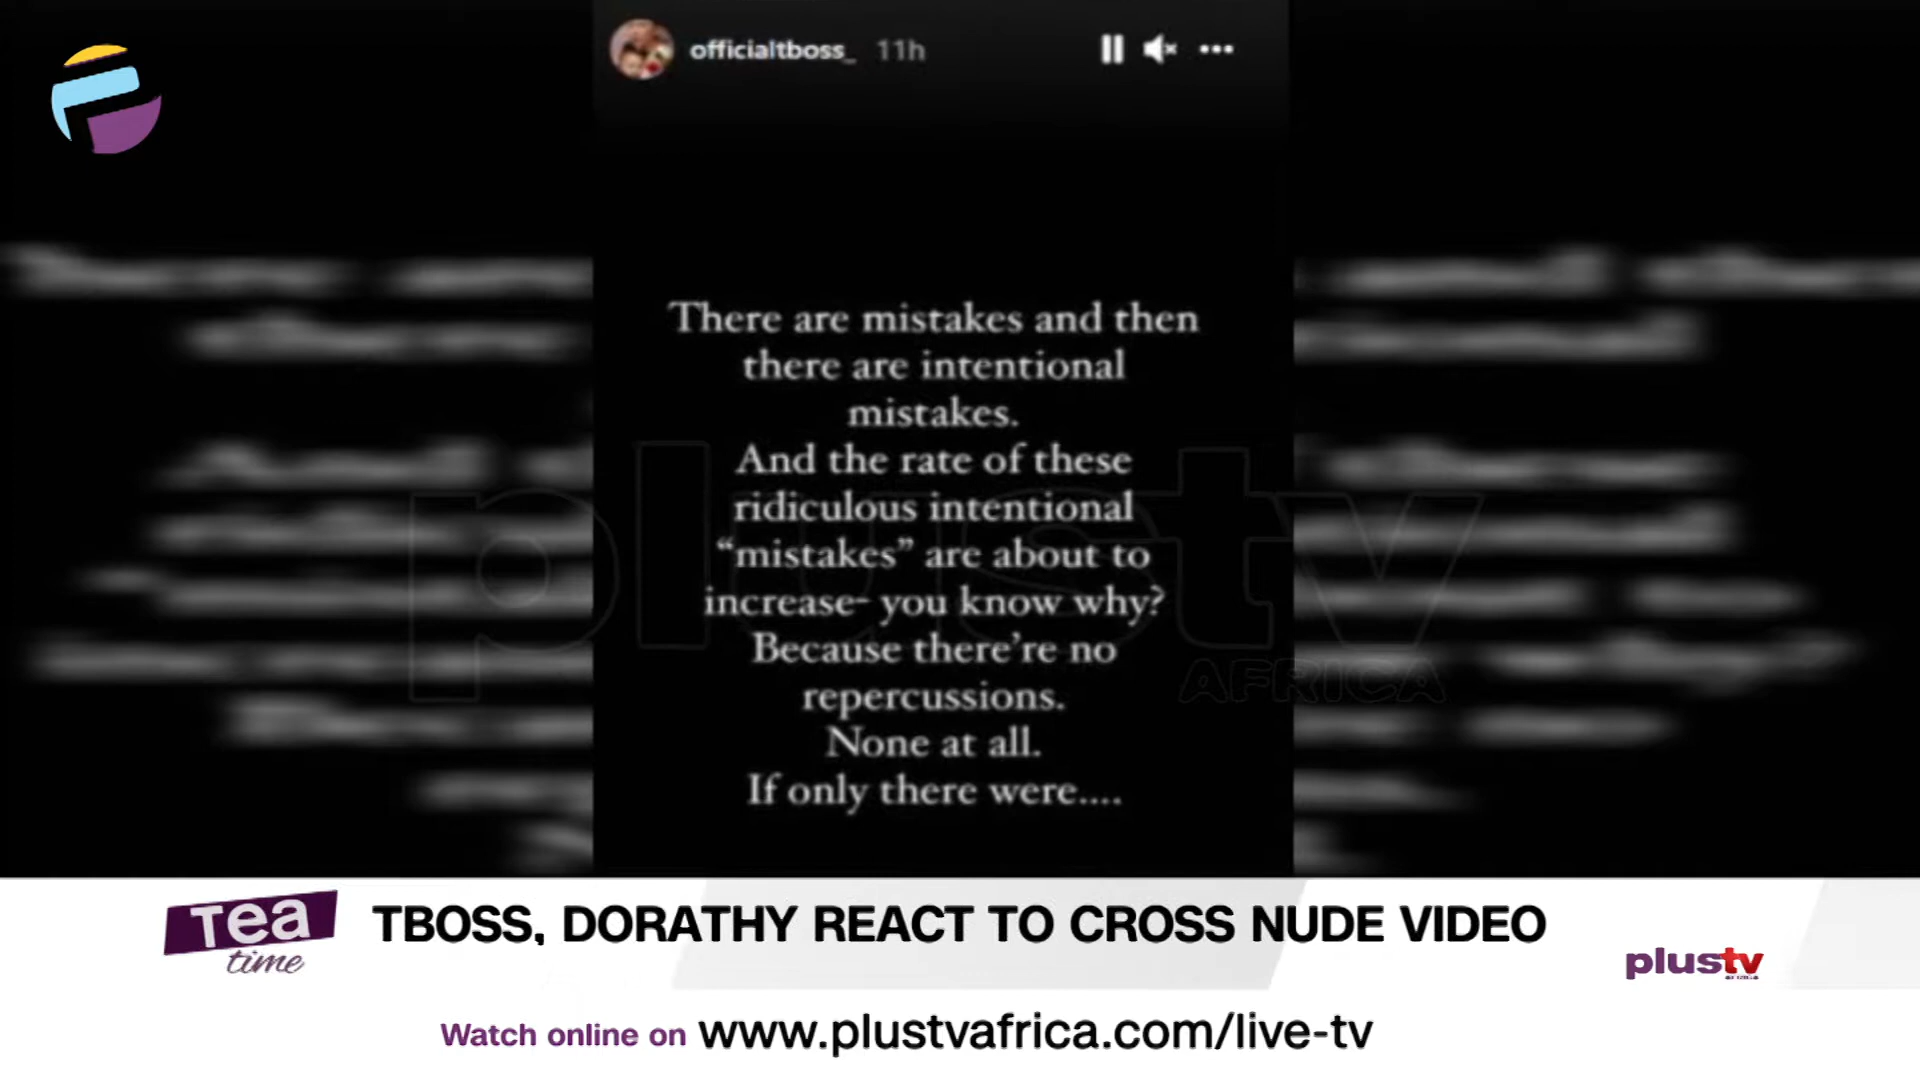 officialtboss_ 11h
There are mistakes and then
there are intentional
mistakes.
And the rate of these
ridiculous intentional
“mistakes” are about to
increase- you know why?
Because there’re no
repercussions.
None at all.
If only there were....
plustv
AFRICA
Tea
time
TBOSS, DORATHY REACT TO CROSS NUDE VIDEO
plustv
Watch online on www.plustvafrica.com/live-tv